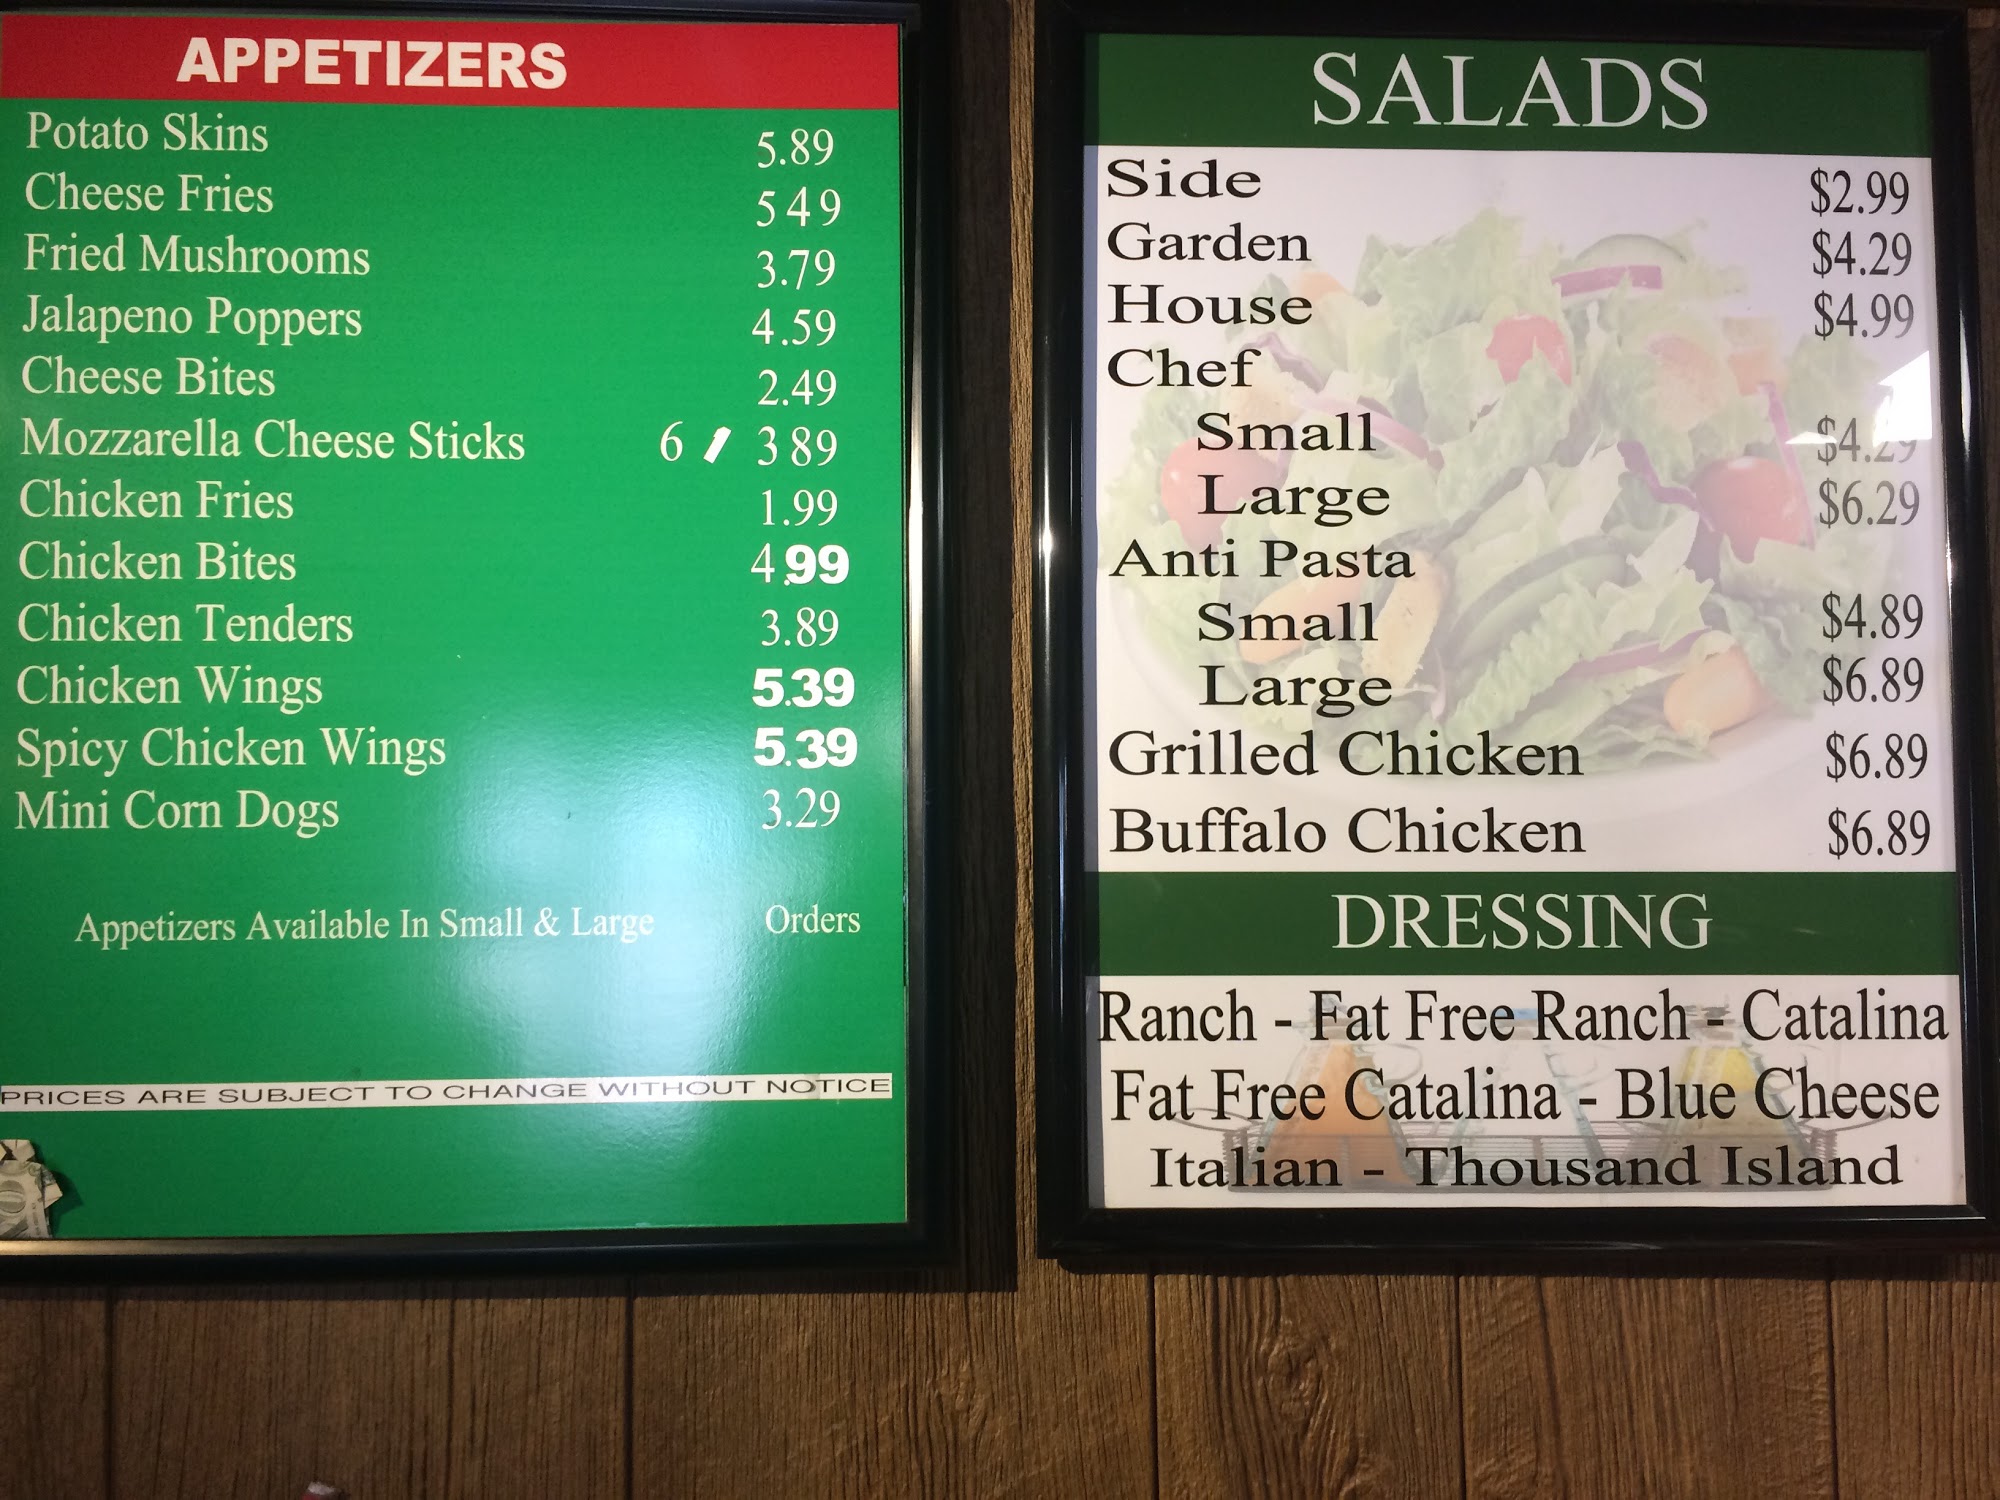 APPETIZERS
Potato Skins 5.89
Cheese Fries 5 4 9
Fried Mushrooms 3.79
Jalapeno Poppers 4.59
Cheese Bites 2.49
Mozzarella Cheese Sticks 6 / 3 89
Chicken Fries 1.99
Chicken Bites 4.99
Chicken Tenders 3.89
Chicken Wings 5.39
Spicy Chicken Wings 5.39
Mini Corn Dogs 3.29
Appetizers Available In Small & Large Orders
PRICES ARE SUBJECT TO CHANGE WITHOUT NOTICE
SALADS
Side $2.99
Garden $4.29
House $4.99
Chef
Small $4.29
Large $6.29
Anti Pasta
Small $4.89
Large $6.89
Grilled Chicken $6.89
Buffalo Chicken $6.89
DRESSING
Ranch - Fat Free Ranch - Catalina
Fat Free Catalina - Blue Cheese
Italian - Thousand Island